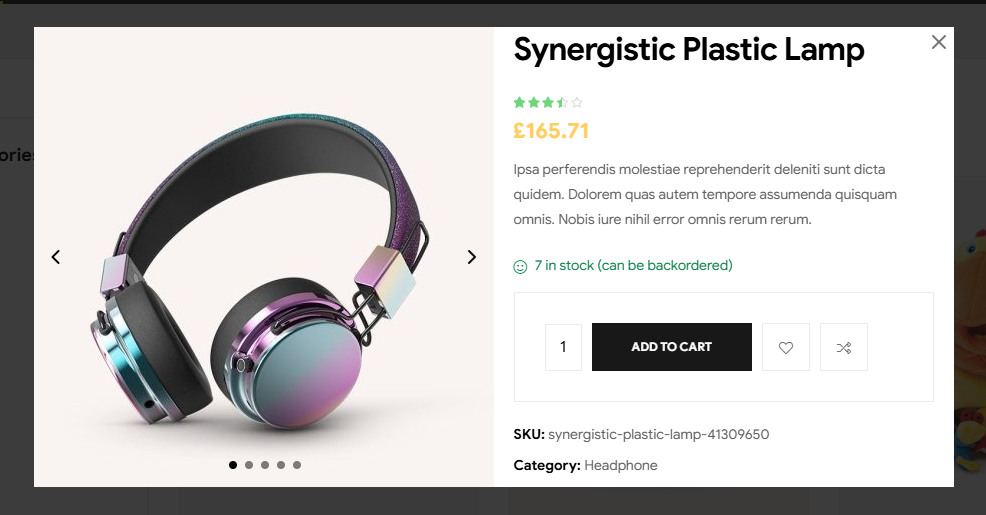 Synergistic Plastic Lamp
£165.71
Ipsa perferendis molestiae reprehenderit deleniti sunt dicta
quidem. Dolorem quas autem tempore assumenda quisquam
omnis. Nobis iure nihil error omnis rerum rerum.
ories
7 in stock (can be backordered)
1
ADD TO CART
SKU: synergistic-plastic-lamp-41309650
Category: Headphone